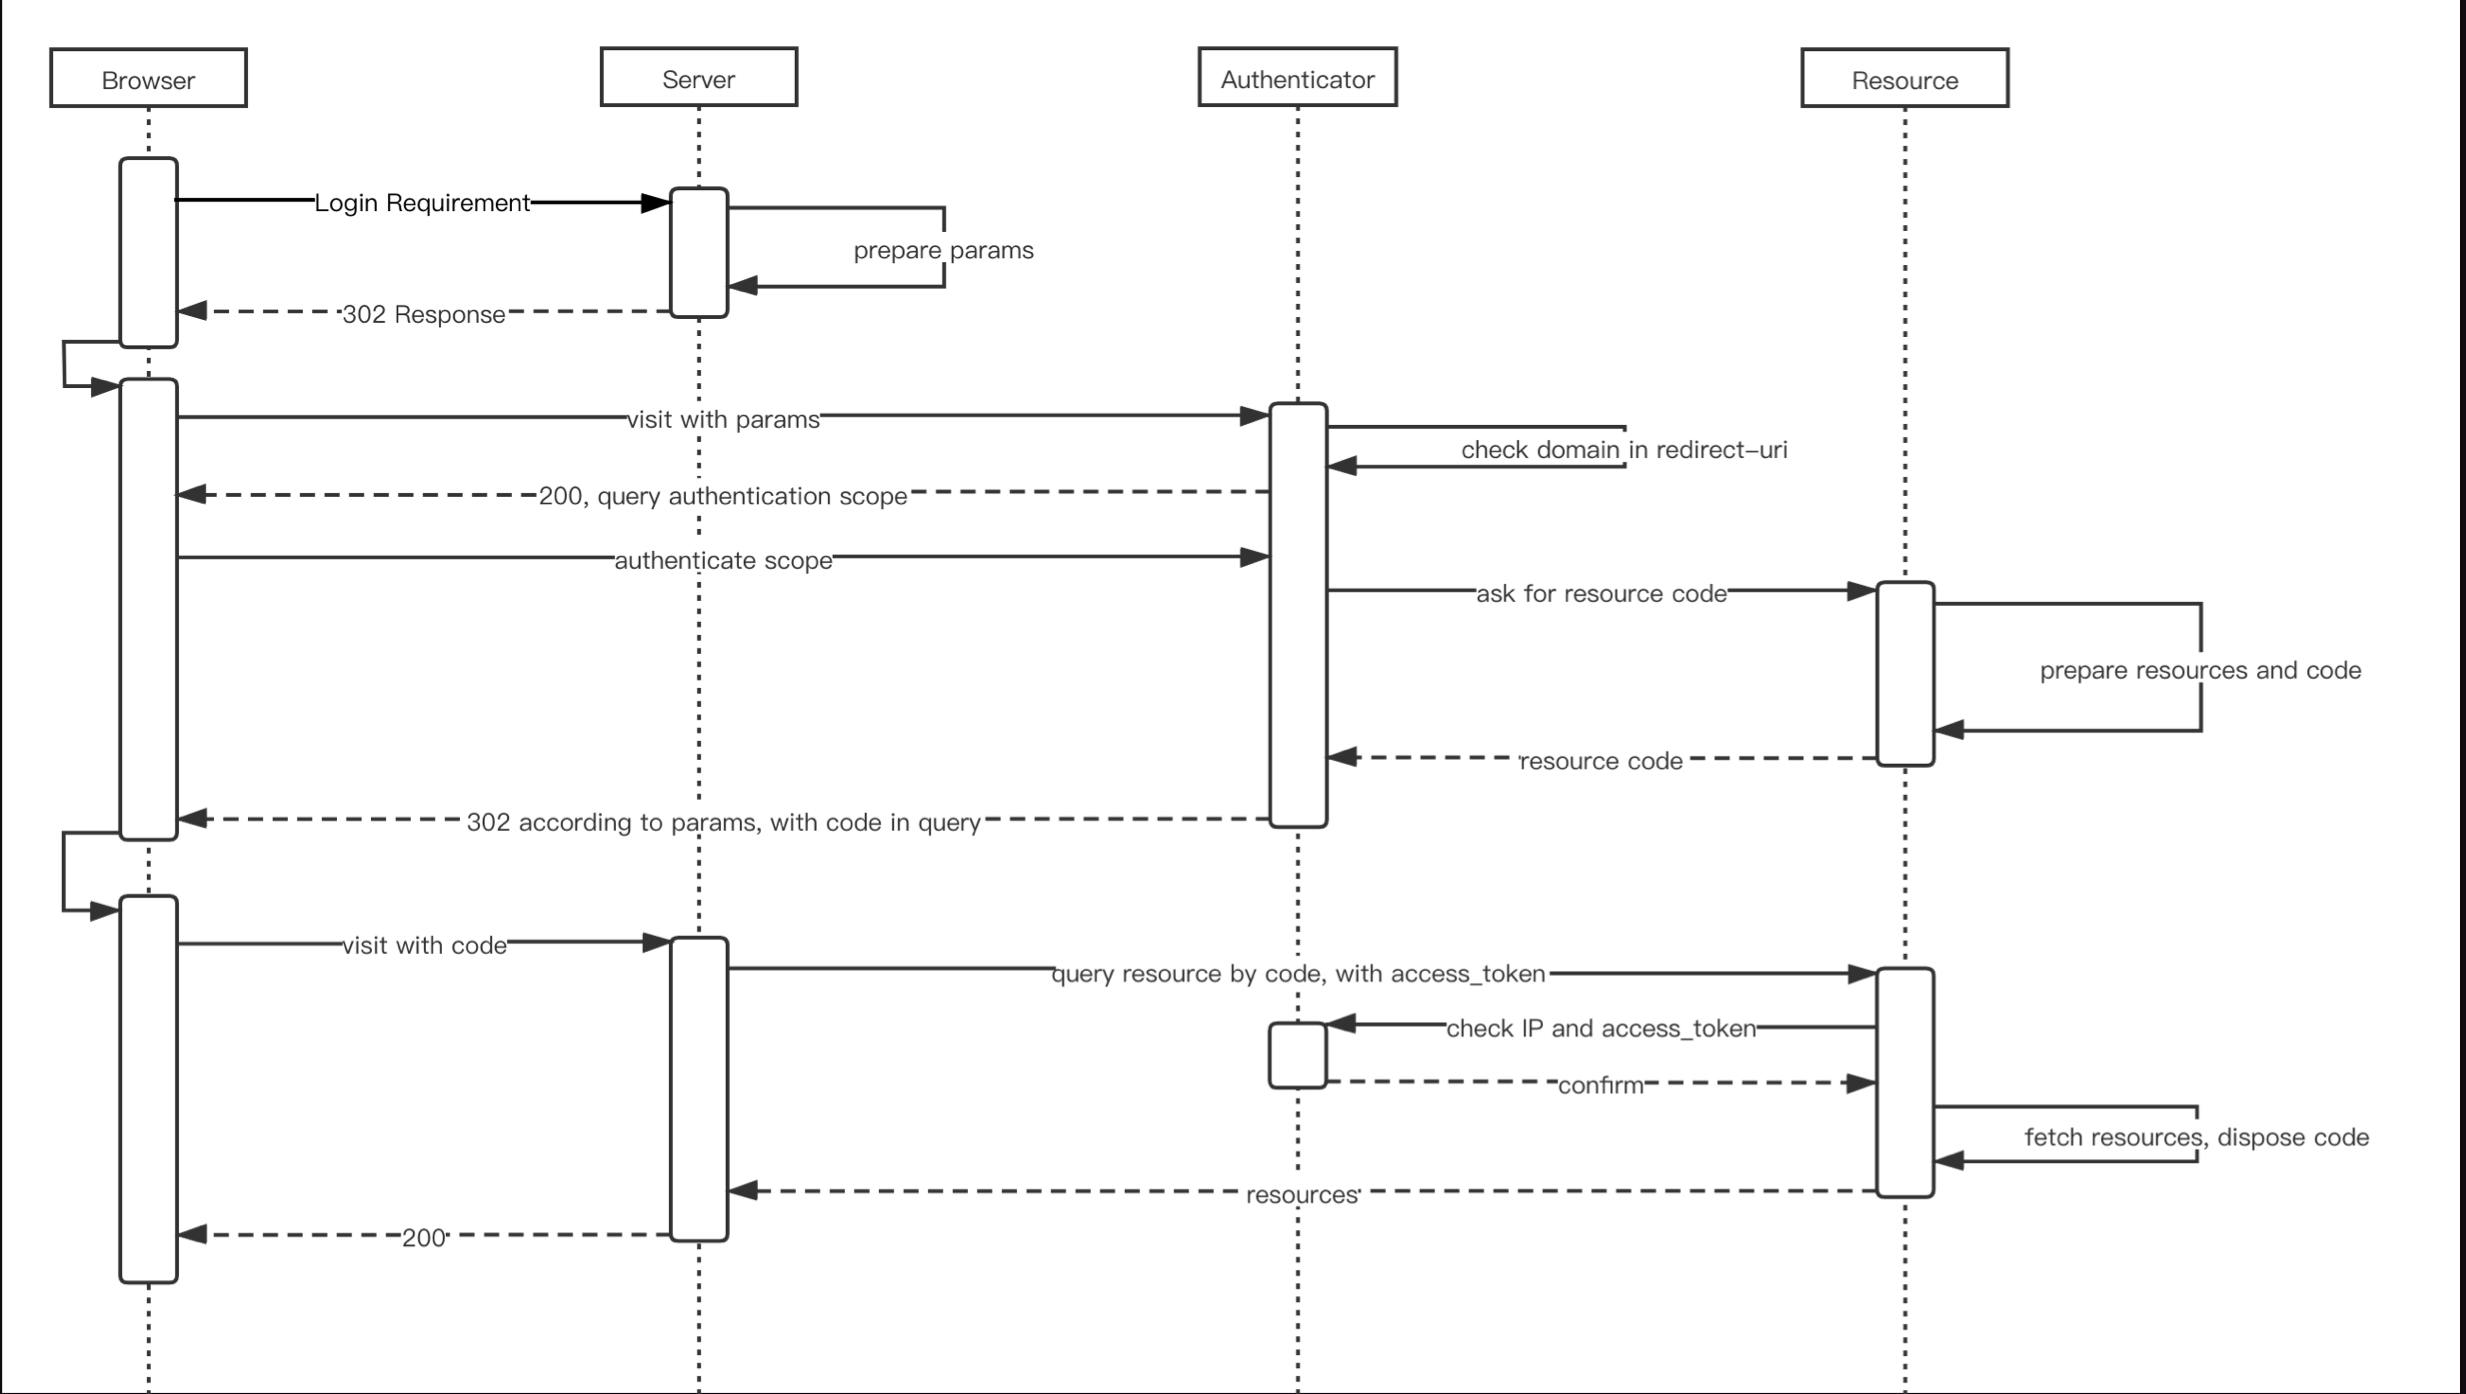 Browser
Server
Authenticator
Resource
Login Requirement
prepare params
302 Response
visit with params
check domain in redirect-uri
200, query authentication scope
authenticate scope
ask for resource code
prepare resources and code
resource code
302 according to params, with code in query
visit with code
query resource by code, with access_token
check IP and access_token
confirm
fetch resources, dispose code
resources
200